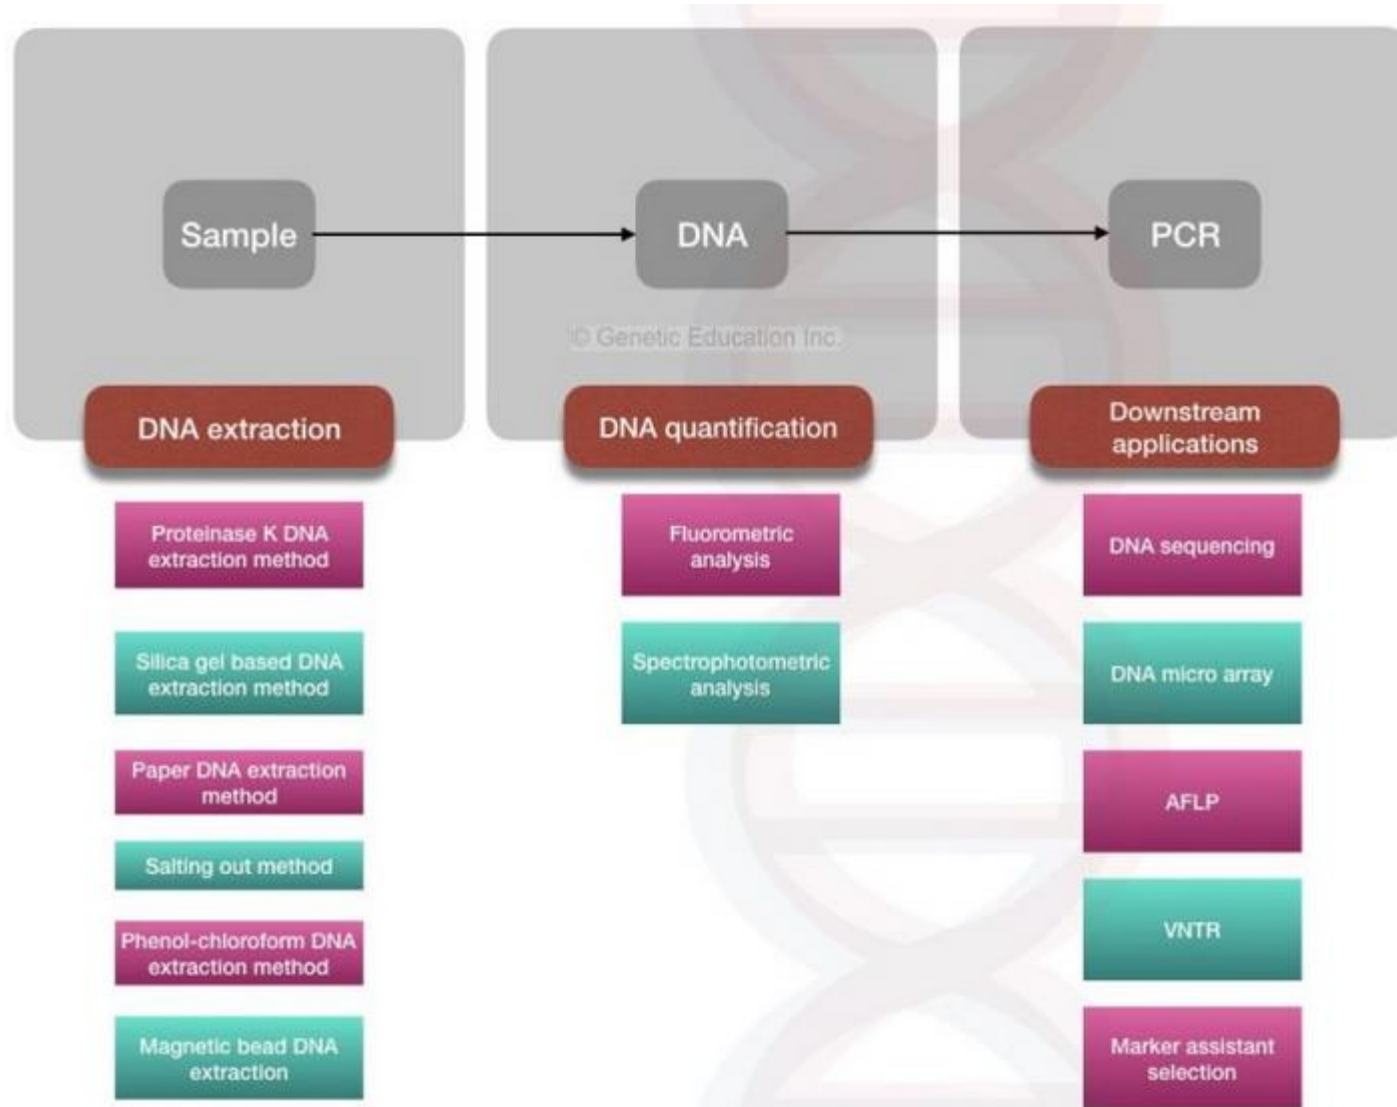 Sample
DNA
PCR
© Genetic Education Inc.
DNA extraction
DNA quantification
Downstream
applications
Proteinase K DNA
extraction method
Silica gel based DNA
extraction method
Paper DNA extraction
method
Salting out method
Phenol-chloroform DNA
extraction method
Magnetic bead DNA
extraction
Fluorometric
analysis
Spectrophotometric
analysis
DNA sequencing
DNA micro array
AFLP
VNTR
Marker assistant
selection